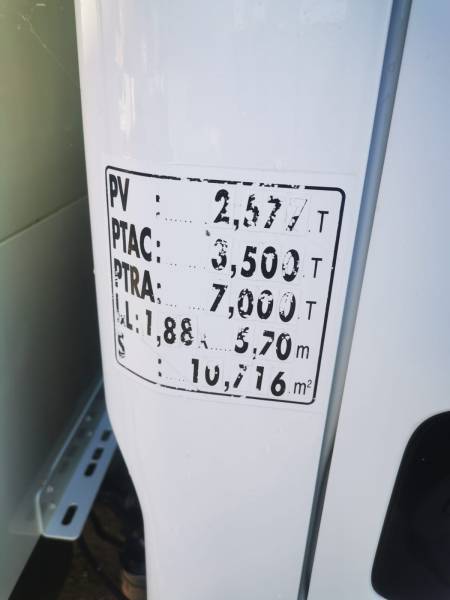 PV : 2,577 T
PTAC: 3,500 T
PTRA: 7,000 T
L: 1,88 x 5,70 m
S : 10,716 m²